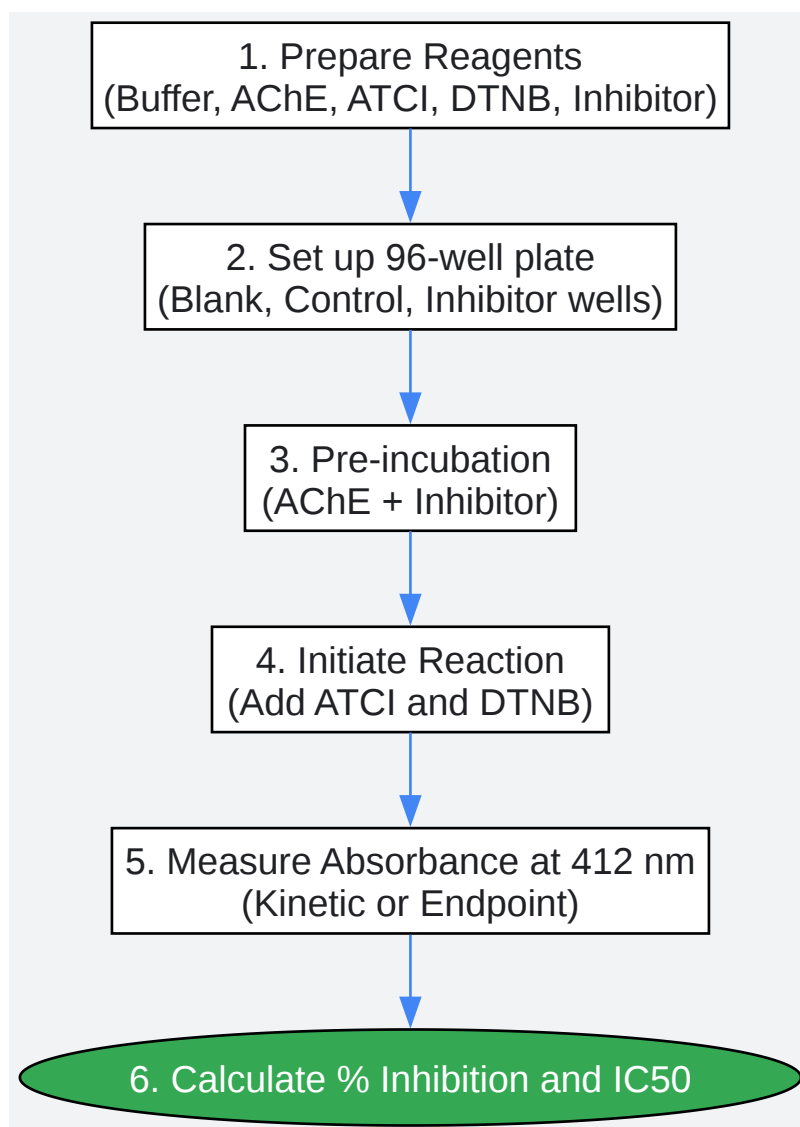 1. Prepare Reagents
(Buffer, AChE, ATCI, DTNB, Inhibitor)
2. Set up 96-well plate
(Blank, Control, Inhibitor wells)
3. Pre-incubation
(AChE + Inhibitor)
4. Initiate Reaction
(Add ATCI and DTNB)
5. Measure Absorbance at 412 nm
(Kinetic or Endpoint)
6. Calculate % Inhibition and IC50